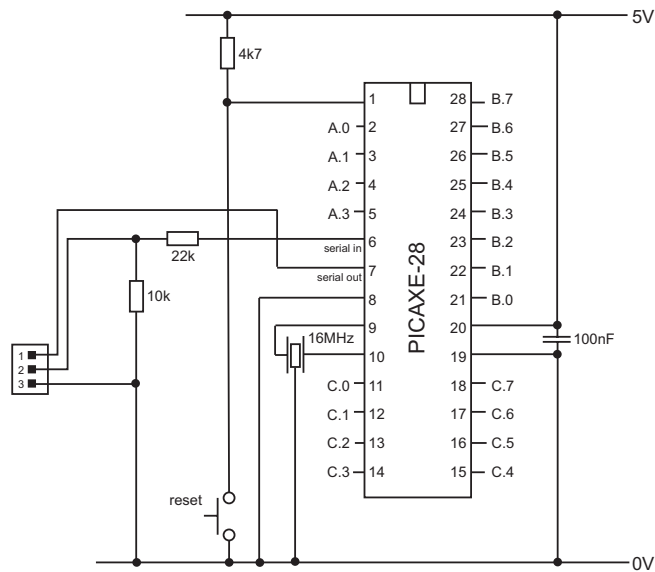 5V
4k7
1 28 B.7
A.0 2 27 B.6
A.1 3 26 B.5
A.2 4 25 B.4
A.3 5 24 B.3
6 23 B.2
serial in
22k
7 22 B.1
serial out
10k
8 21 B.0
PICAXE-28
9 20
16MHz
100nF
10 19
1
2
3
C.0 11 18 C.7
C.1 12 17 C.6
C.2 13 16 C.5
C.3 14 15 C.4
reset
0V